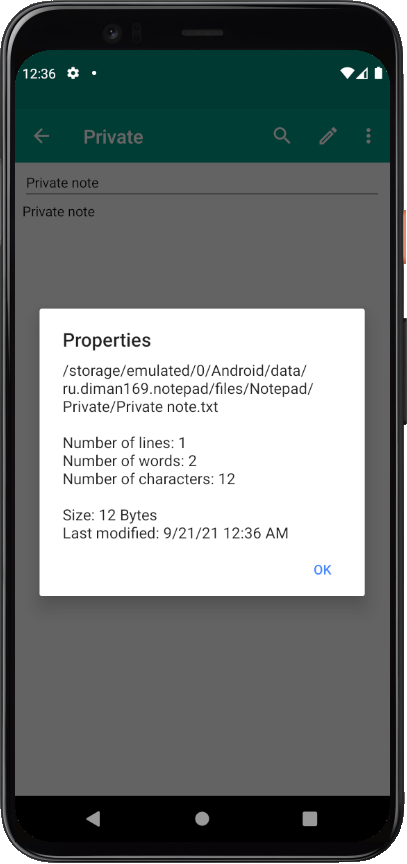 12:36
Private
Private note
Private note
Properties
/storage/emulated/0/Android/data/
ru.diman169.notepad/files/Notepad/
Private/Private note.txt
Number of lines: 1
Number of words: 2
Number of characters: 12
Size: 12 Bytes
Last modified: 9/21/21 12:36 AM
OK